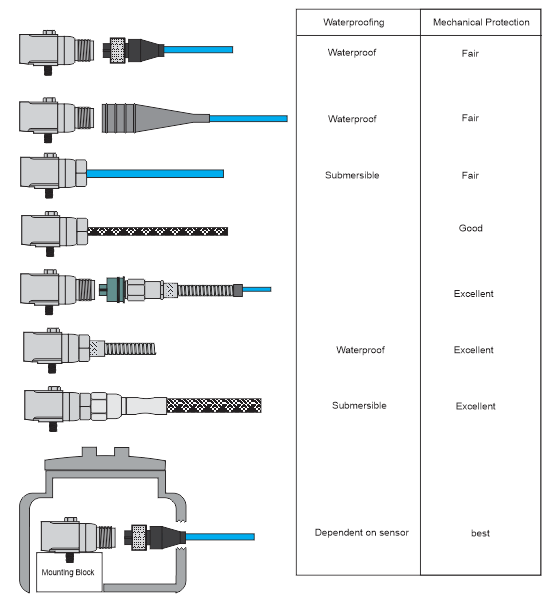 Waterproofing Mechanical Protection
Waterproof Fair
Waterproof Fair
Submersible Fair
Good
Excellent
Waterproof Excellent
Submersible Excellent
Dependent on sensor best
Mounting Block